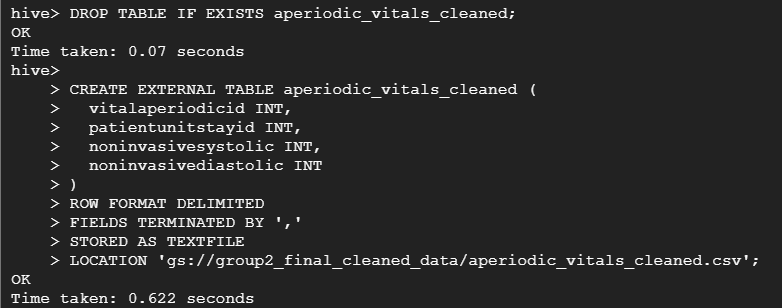 hive> DROP TABLE IF EXISTS aperiodic_vitals_cleaned;
OK
Time taken: 0.07 seconds
hive>
    > CREATE EXTERNAL TABLE aperiodic_vitals_cleaned (
    >   vitalaperiodicid INT,
    >   patientunitstayid INT,
    >   noninvasivesystolic INT,
    >   noninvasivediastolic INT
    > )
    > ROW FORMAT DELIMITED
    > FIELDS TERMINATED BY ','
    > STORED AS TEXTFILE
    > LOCATION 'gs://group2_final_cleaned_data/aperiodic_vitals_cleaned.csv';
OK
Time taken: 0.622 seconds